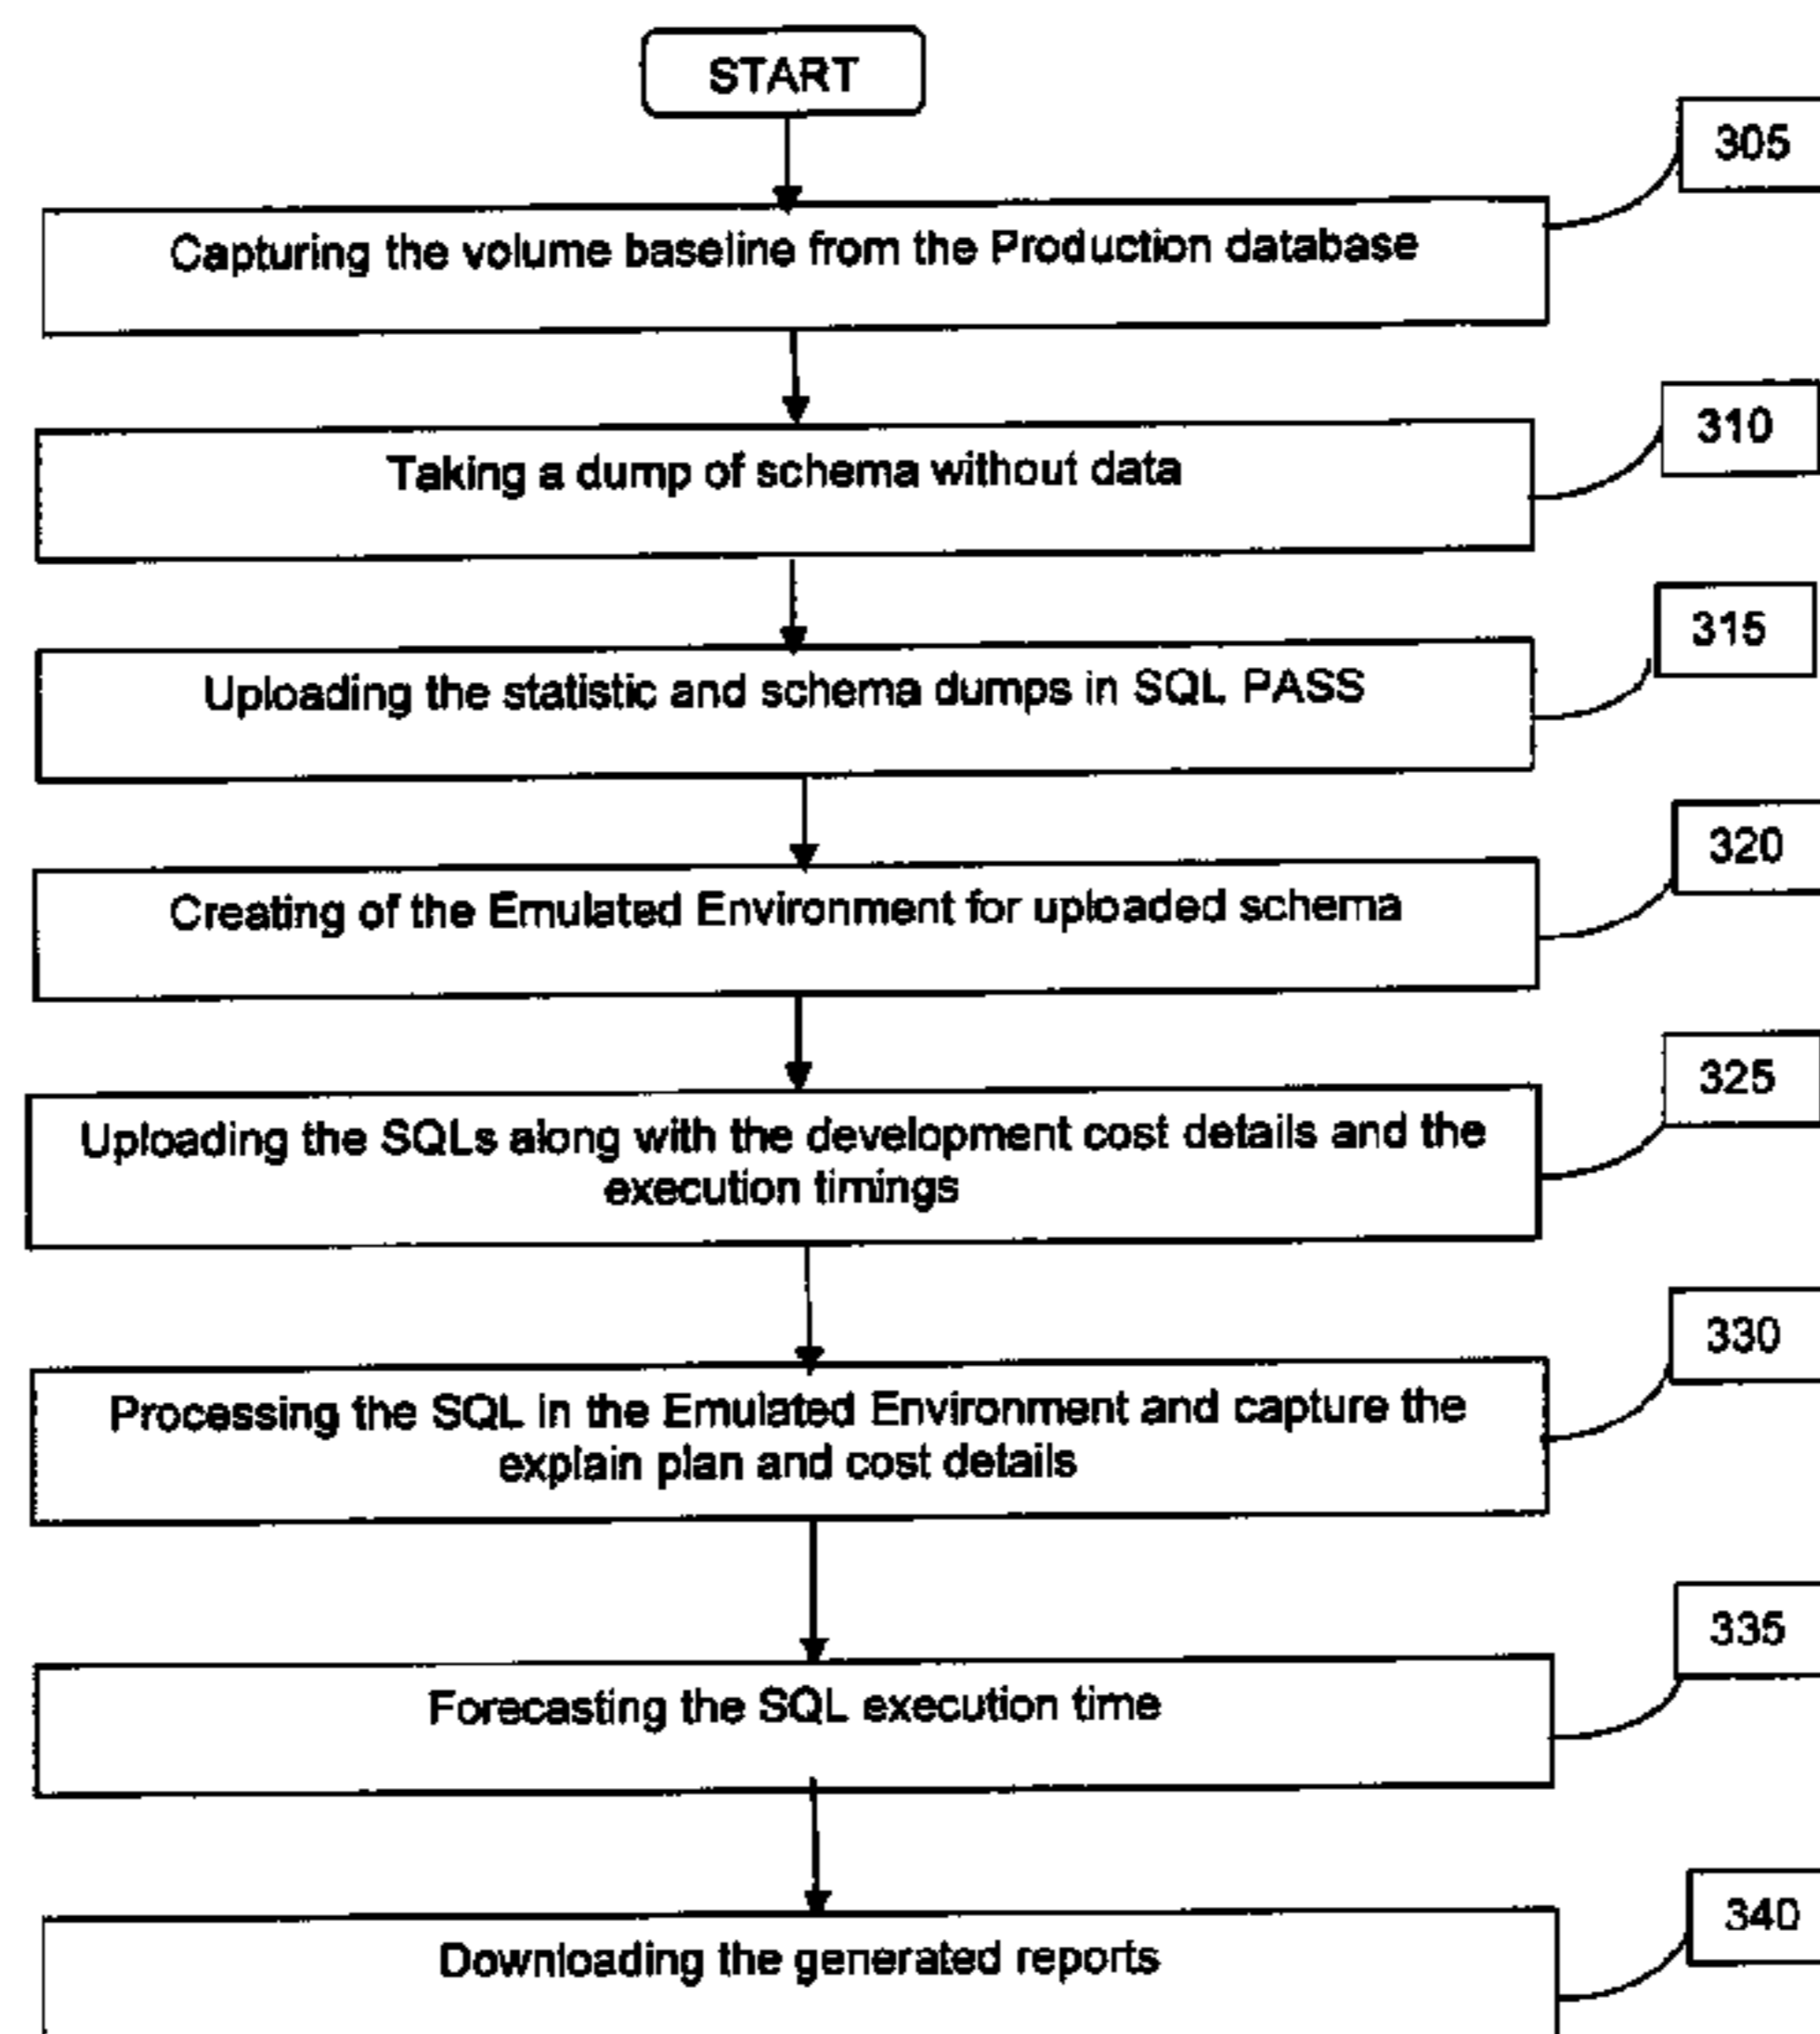 START
305
Capturing the volume baseline from the Production database
310
Taking a dump of schema without data
315
Uploading the statistic and schema dumps in SQL PASS
320
Creating of the Emulated Environment for uploaded schema
325
Uploading the SQLs along with the development cost details and the
execution timings
330
Processing the SQL in the Emulated Environment and capture the
explain plan and cost details
335
Forecasting the SQL execution time
340
Downloading the generated reports